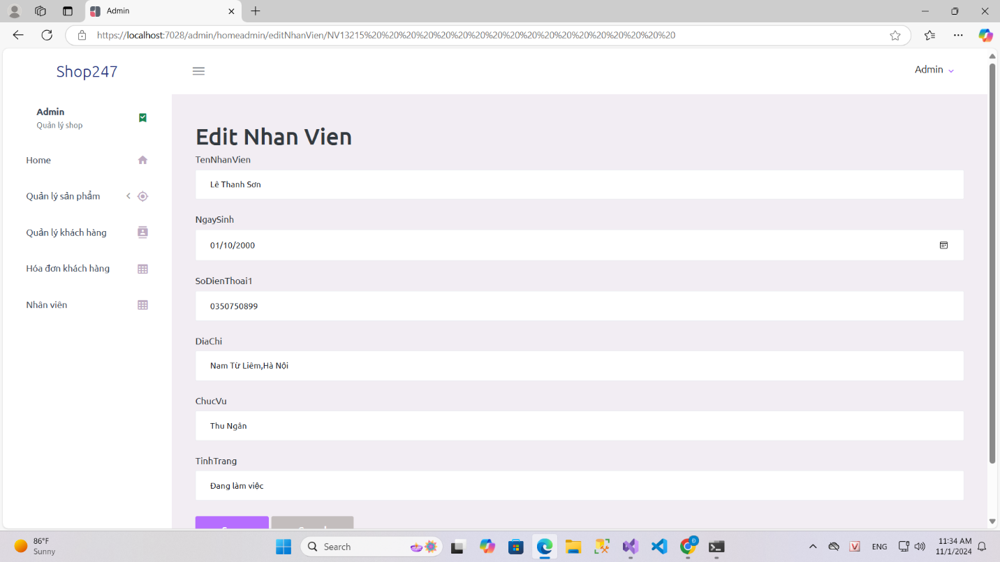 Admin
https://localhost:7028/admin/homeadmin/editNhanVien/NV13215%20%20%20%20%20%20%20%20%20%20%20%20%20%20%20%20%20%20
Shop247
Admin
Admin
Quản lý shop
Home
Quản lý sản phẩm
Quản lý khách hàng
Hóa đơn khách hàng
Nhân viên
Edit Nhan Vien
TenNhanVien
Lê Thanh Sơn
NgaySinh
01/10/2000
SoDienThoai1
0350750899
DiaChi
Nam Từ Liêm,Hà Nội
ChucVu
Thu Ngân
TinhTrang
Đang làm việc
86°F
Sunny
Search
ENG
11:34 AM
11/1/2024